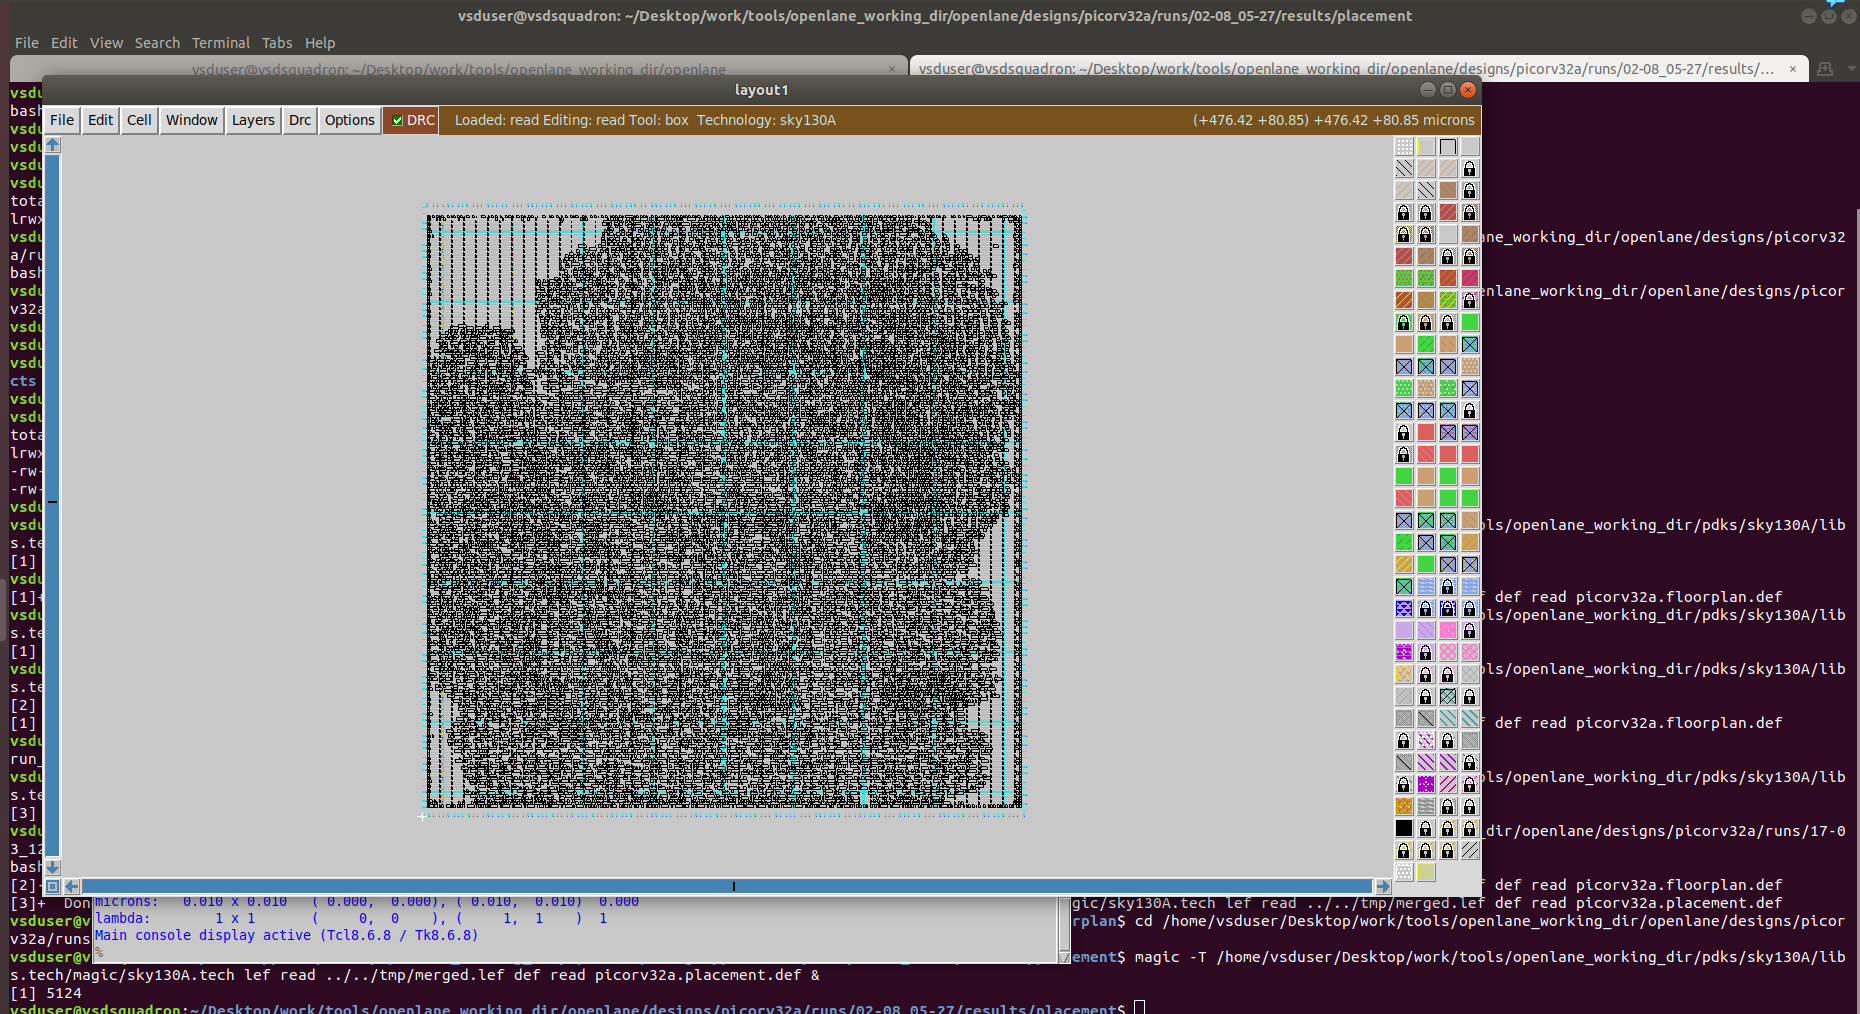 vsduser@vsdsquadron: ~/Desktop/work/tools/openlane_working_dir/openlane/designs/picorv32a/runs/02-08_05-27/results/placement
File Edit View Search Terminal Tabs Help
vsduser@vsdsquadron: ~/Desktop/work/tools/openlane_working_dir/openlane
vsduser@vsdsquadron: ~/Desktop/work/tools/openlane_working_dir/openlane/designs/picorv32a/runs/02-08_05-27/results/...
layout1
File Edit Cell Window Layers Drc Options DRC Loaded: read Editing: read Tool: box Technology: sky130A (+476.42 +80.85) +476.42 +80.85 microns
vsdu
bash
vsdu
vsdu
vsdu
vsdu
tota
lrwx
vsdu ane_working_dir/openlane/designs/picorv32
a/ru
bash
vsdu enlane_working_dir/openlane/designs/picor
v32a
vsdu
vsdu
vsdu
cts
vsdu
vsdu
tota
lrwx
-rw-
-rw-
vsdu
vsdu ols/openlane_working_dir/pdks/sky130A/lib
s.te
[1]
vsdu
[1]+ f def read picorv32a.floorplan.def
vsdu ols/openlane_working_dir/pdks/sky130A/lib
s.te
[1]
vsdu ols/openlane_working_dir/pdks/sky130A/lib
s.te
[2]
[1] f def read picorv32a.floorplan.def
vsdu
run_
vsdu ols/openlane_working_dir/pdks/sky130A/lib
s.te
[3]
vsdu _dir/openlane/designs/picorv32a/runs/17-0
3_12
bash
[2]- f def read picorv32a.floorplan.def
[3]+ Don gic/sky130A.tech lef read ../../tmp/merged.lef def read picorv32a.placement.def
microns: 0.010 x 0.010 ( 0.000, 0.000), ( 0.010, 0.010) 0.000
lambda: 1 x 1 ( 0, 0 ), ( 1, 1 ) 1
Main console display active (Tcl8.6.8 / Tk8.6.8)
%
vsduser@v rplan$ cd /home/vsduser/Desktop/work/tools/openlane_working_dir/openlane/designs/picor
v32a/runs
vsduser@v ement$ magic -T /home/vsduser/Desktop/work/tools/openlane_working_dir/pdks/sky130A/lib
s.tech/magic/sky130A.tech lef read ../../tmp/merged.lef def read picorv32a.placement.def &
[1] 5124
vsduser@vsdsquadron:~/Desktop/work/tools/openlane_working_dir/openlane/designs/picorv32a/runs/02-08_05-27/results/placement$